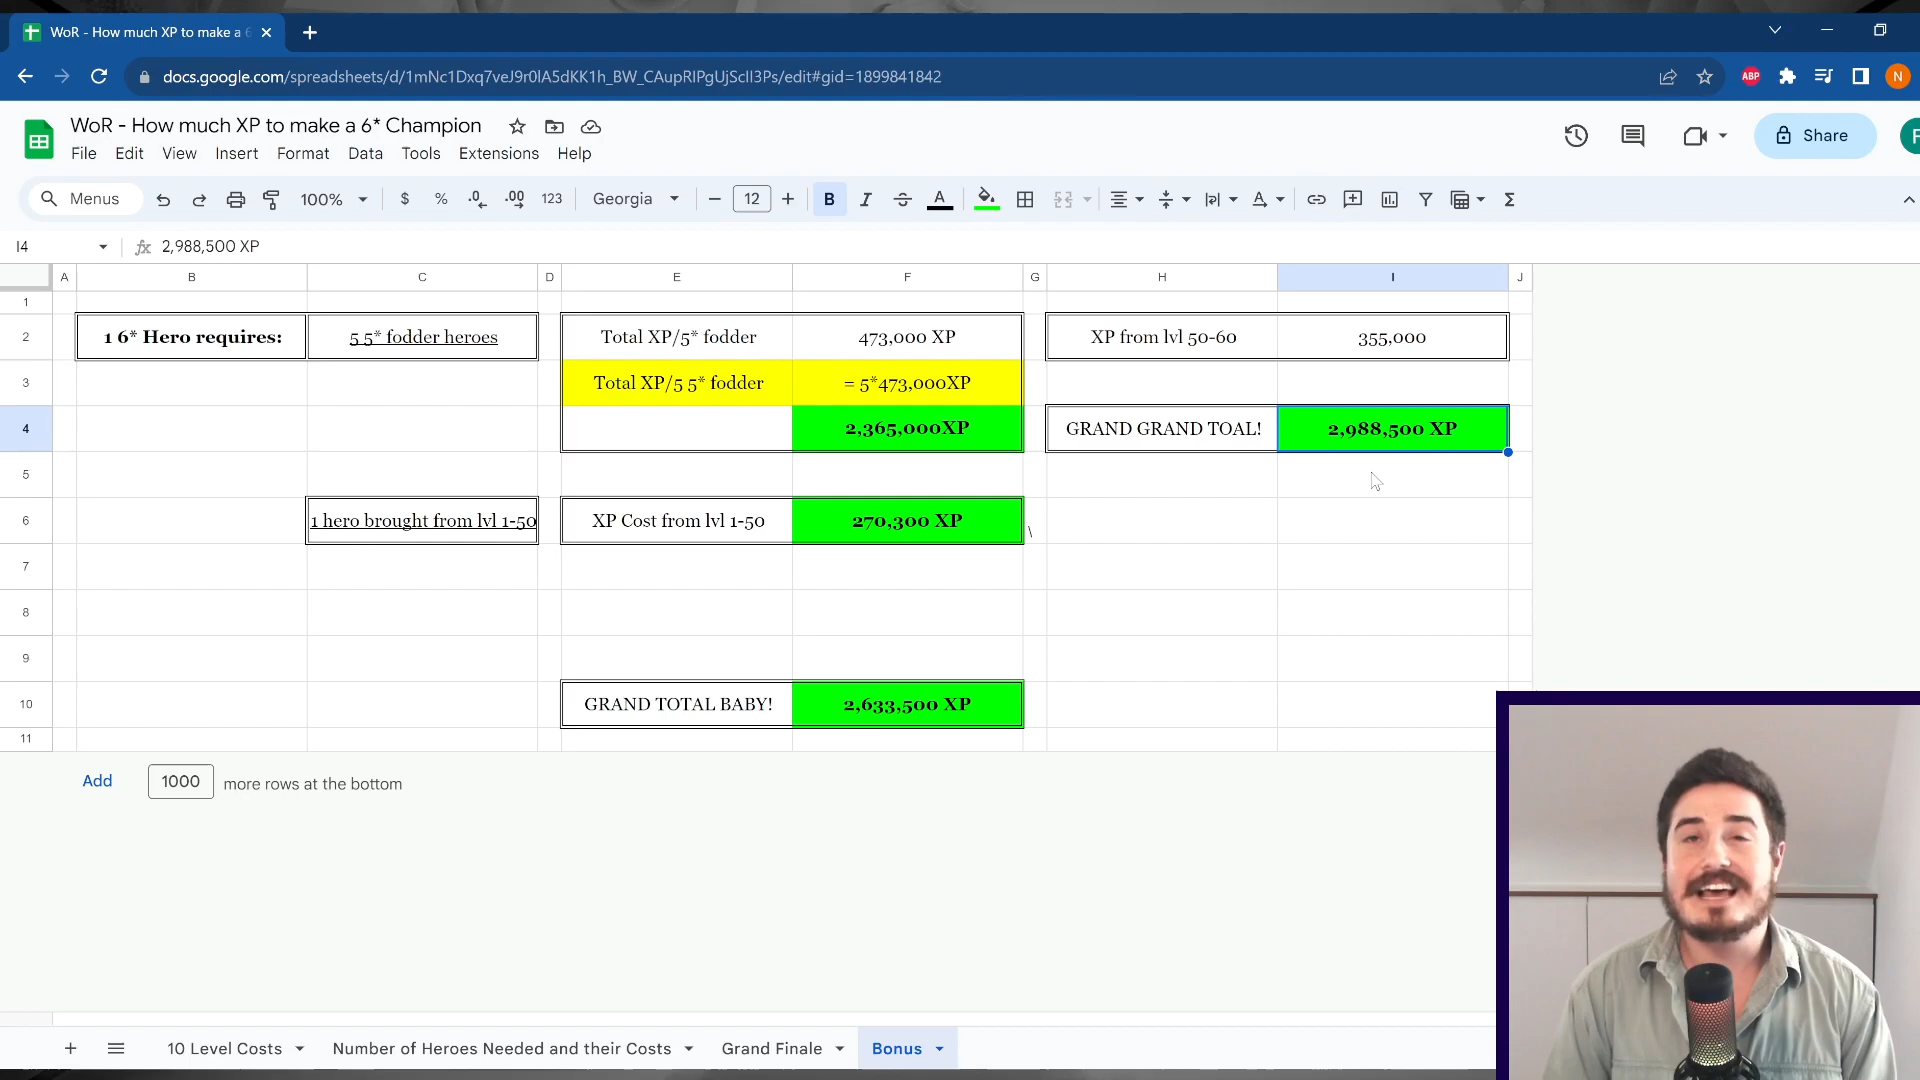 WoR - How much XP to make a 6
docs.google.com/spreadsheets/d/1mNc1Dxq7veJ9r0lA5dKK1h_BW_CAupRlPgUjScIl3Ps/edit#gid=1899841842
ABP
N
WoR - How much XP to make a 6* Champion
File Edit View Insert Format Data Tools Extensions Help
Share
F
Menus 100% $ % .0 .00 123 Georgia 12 B I S A
I4 fx 2,988,500 XP
A B C D E F G H I J
1
2 1 6* Hero requires: 5 5* fodder heroes Total XP/5* fodder 473,000 XP XP from lvl 50-60 355,000
3 Total XP/5 5* fodder = 5*473,000XP
4 2,365,000XP GRAND GRAND TOAL! 2,988,500 XP
5
6 1 hero brought from lvl 1-50 XP Cost from lvl 1-50 270,300 XP \
7
8
9
10 GRAND TOTAL BABY! 2,633,500 XP
11
Add 1000 more rows at the bottom
10 Level Costs Number of Heroes Needed and their Costs Grand Finale Bonus